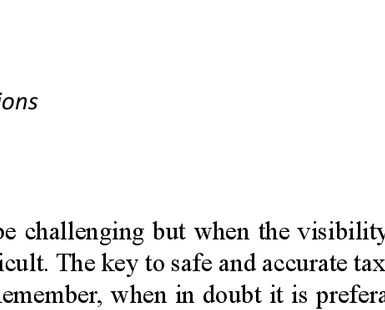 ions
be challenging but when the visibility
icult. The key to safe and accurate tax
Remember, when in doubt it is prefera